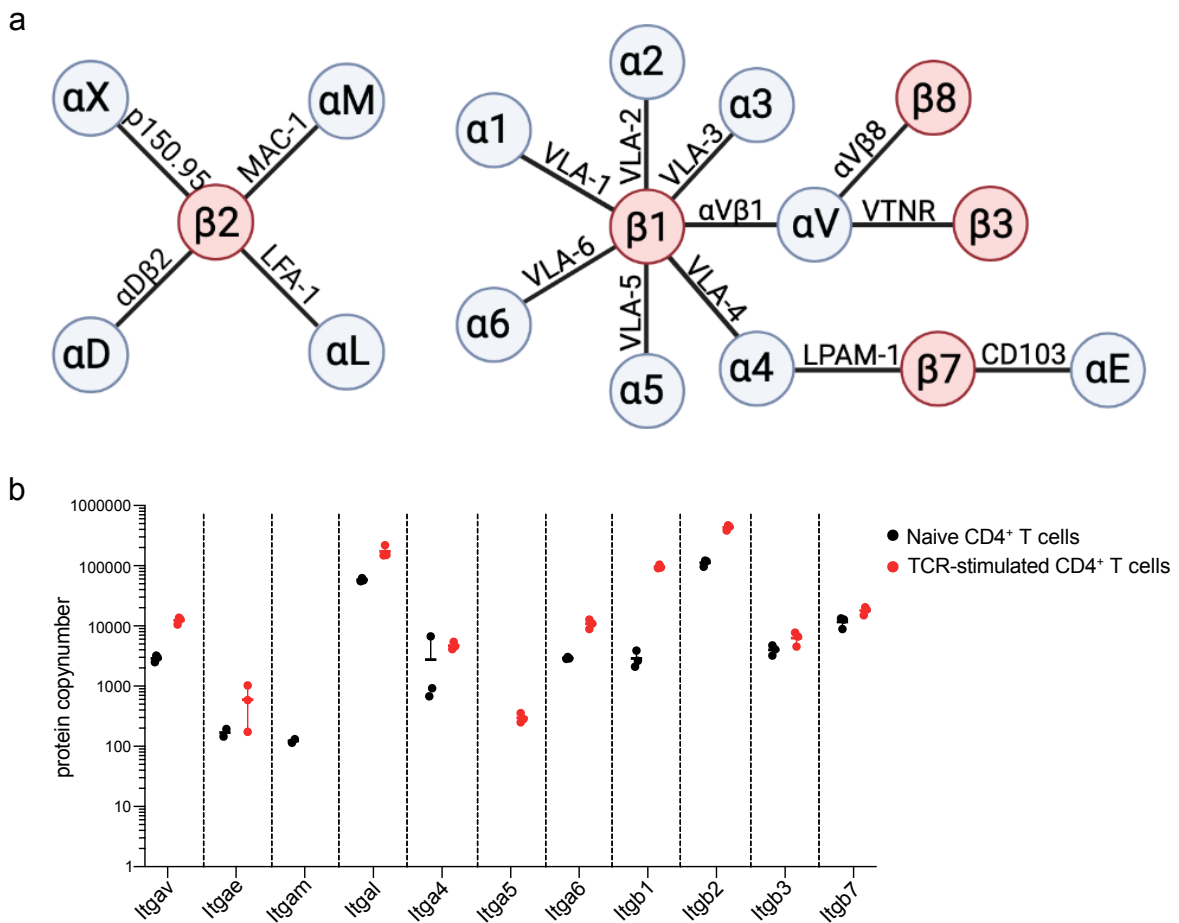 a
αX
αM
p150.95
MAC-1
β2
αDβ2
LFA-1
αD
αL
α2
α1
α3
β8
VLA-1
VLA-2
VLA-3
αVβ8
β1
αVβ1
αV
VTNR
β3
VLA-6
VLA-5
VLA-4
α6
α5
α4
LPAM-1
β7
CD103
αE
b
protein copynumber
1000000
100000
10000
1000
100
10
1
Itgav
Itgae
Itgam
Itgal
Itga4
Itga5
Itga6
Itgb1
Itgb2
Itgb3
Itgb7
Naive CD4⁺ T cells
TCR-stimulated CD4⁺ T cells